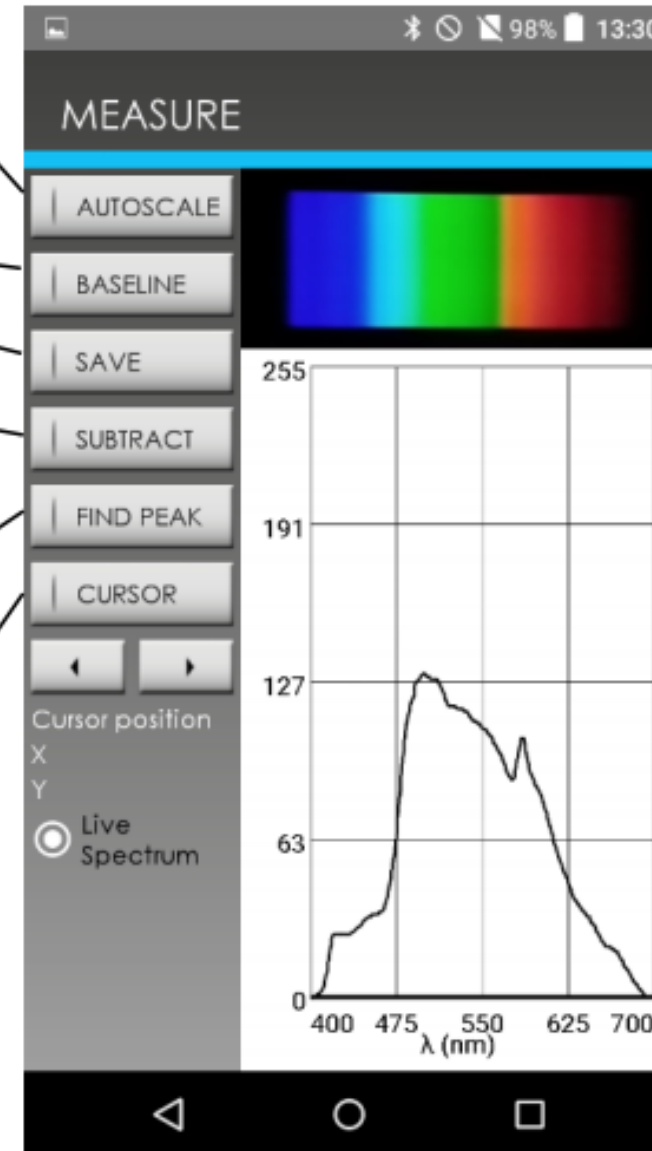 98% 13:30
MEASURE
AUTOSCALE
BASELINE
SAVE
SUBTRACT
FIND PEAK
CURSOR
Cursor position
X
Y
Live
Spectrum
255
191
127
63
0
400 475 550 625 700
λ (nm)